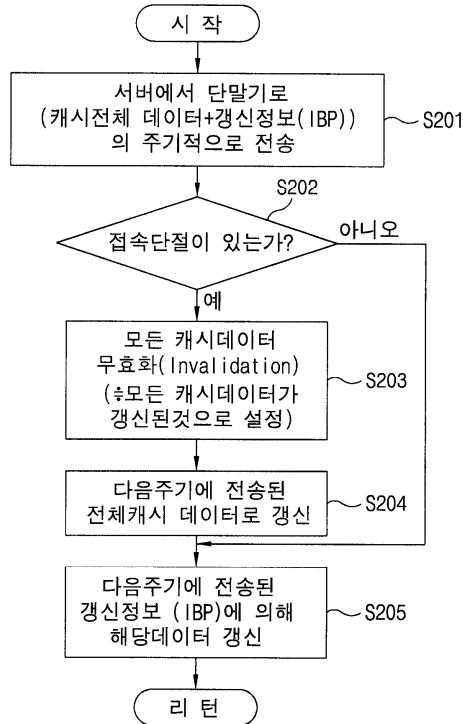 시 작
서버에서 단말기로
(캐시전체 데이터+갱신정보(IBP))
의 주기적으로 전송
S201
S202
접속단절이 있는가?
아니오
예
모든 캐시데이터
무효화(Invalidation)
(≑모든 캐시데이터가
갱신된것으로 설정)
S203
다음주기에 전송된
전체캐시 데이터로 갱신
S204
다음주기에 전송된
갱신정보 (IBP)에 의해
해당데이터 갱신
S205
리 턴